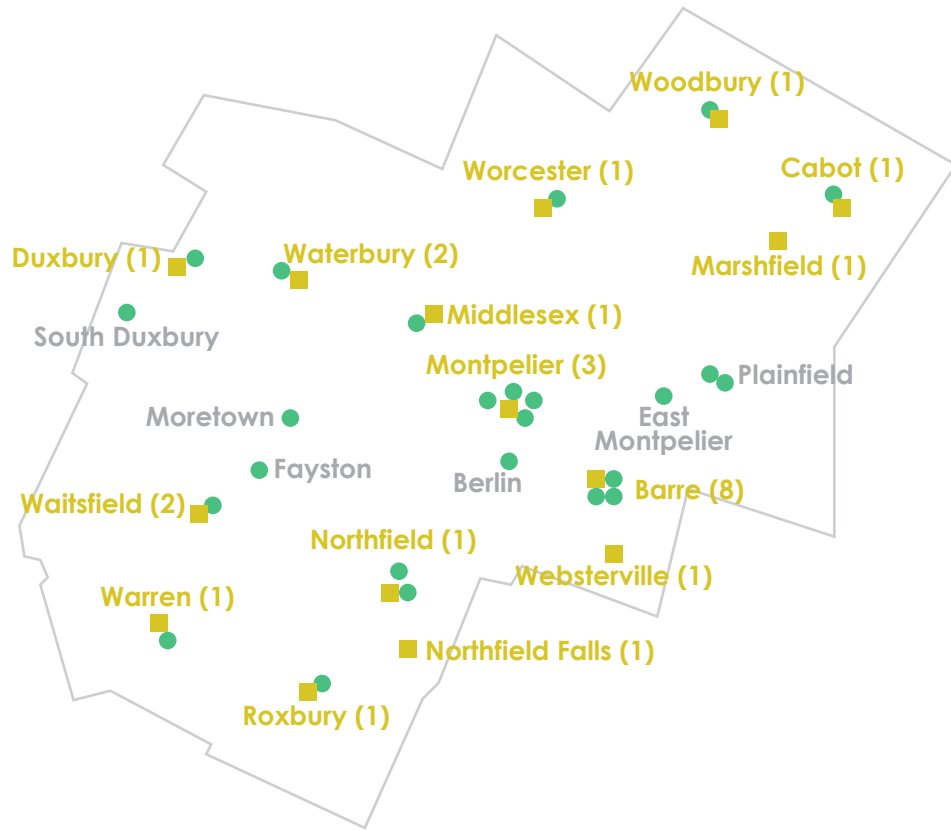 Woodbury (1)
Worcester (1)
Cabot (1)
Duxbury (1)
Waterbury (2)
Marshfield (1)
South Duxbury
Middlesex (1)
Montpelier (3)
Plainfield
Moretown
East
Montpelier
Fayston
Berlin
Barre (8)
Waitsfield (2)
Northfield (1)
Websterville (1)
Warren (1)
Northfield Falls (1)
Roxbury (1)